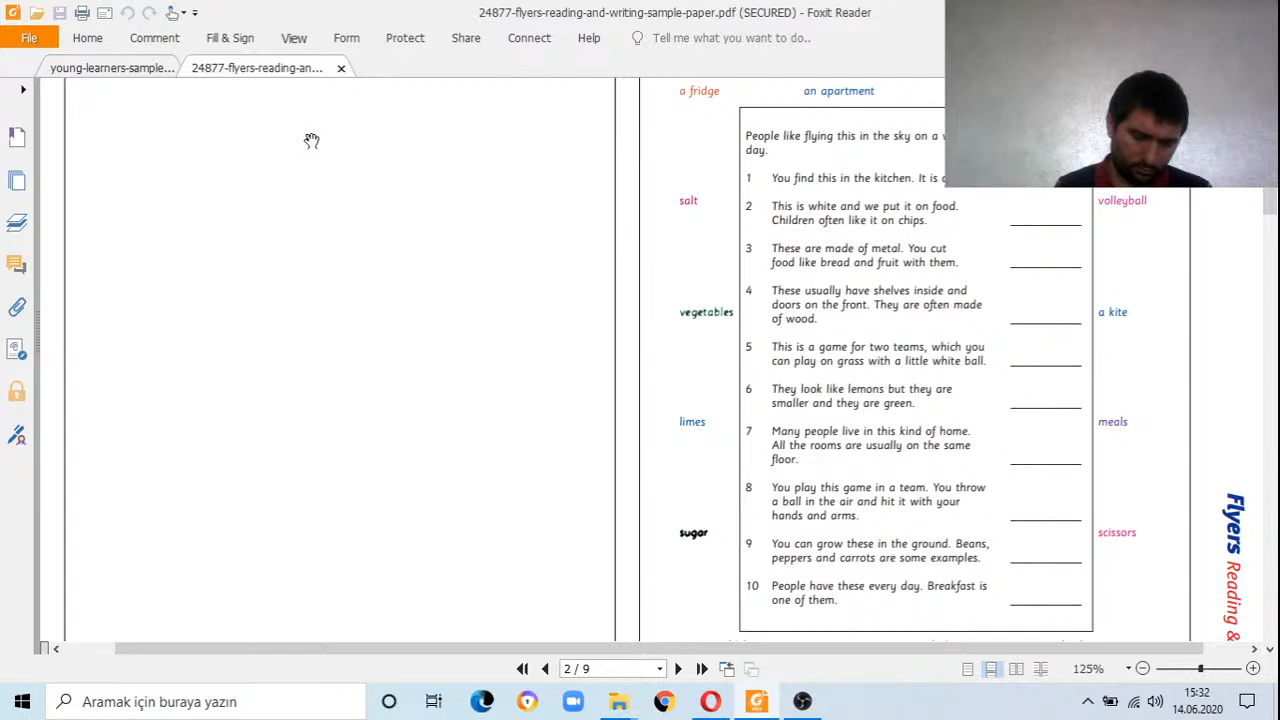 24877-flyers-reading-and-writing-sample-paper.pdf (SECURED) - Foxit Reader
File Home Comment Fill & Sign View Form Protect Share Connect Help Tell me what you want to do..
young-learners-sample... 24877-flyers-reading-an...
a fridge an apartment
People like flying this in the sky on a
day.
1 You find this in the kitchen. It is
salt
2 This is white and we put it on food.
Children often like it on chips.
volleyball
3 These are made of metal. You cut
food like bread and fruit with them.
4 These usually have shelves inside and
doors on the front. They are often made
of wood.
vegetables
a kite
5 This is a game for two teams, which you
can play on grass with a little white ball.
6 They look like lemons but they are
smaller and they are green.
limes
meals
7 Many people live in this kind of home.
All the rooms are usually on the same
floor.
8 You play this game in a team. You throw
a ball in the air and hit it with your
hands and arms.
sugar
scissors
9 You can grow these in the ground. Beans,
peppers and carrots are some examples.
10 People have these every day. Breakfast is
one of them.
Flyers Reading &
2 / 9 125%
Aramak için buraya yazın
15:32
14.06.2020